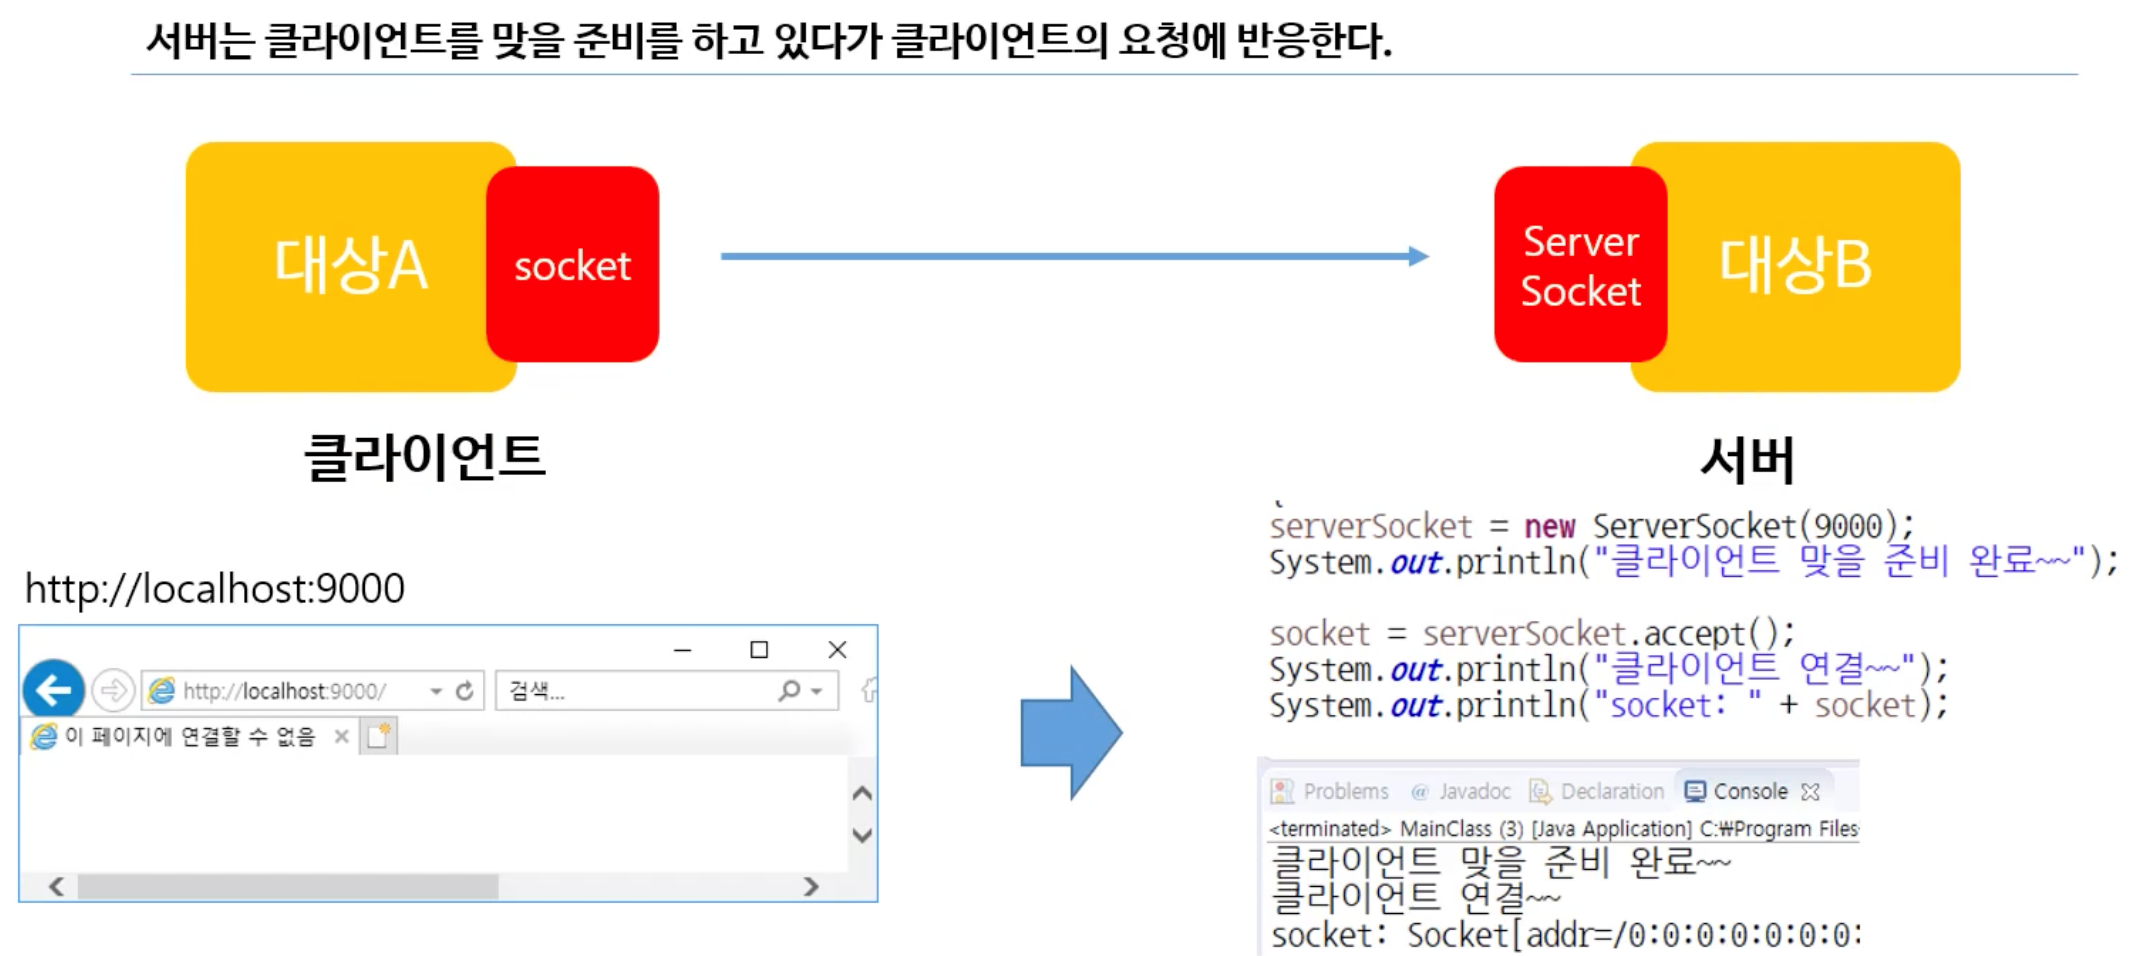 서버는 클라이언트를 맞을 준비를 하고 있다가 클라이언트의 요청에 반응한다.
대상A
socket
Server
Socket
대상B
클라이언트
서버
http://localhost:9000
http://localhost:9000/
검색...
이 페이지에 연결할 수 없음
serverSocket = new ServerSocket(9000);
System.out.println("클라이언트 맞을 준비 완료~~");
socket = serverSocket.accept();
System.out.println("클라이언트 연결~~");
System.out.println("socket: " + socket);
Problems @ Javadoc Declaration Console
<terminated> MainClass (3) [Java Application] C:₩Program Files
클라이언트 맞을 준비 완료~~
클라이언트 연결~~
socket: Socket[addr=/0:0:0:0:0:0:0: